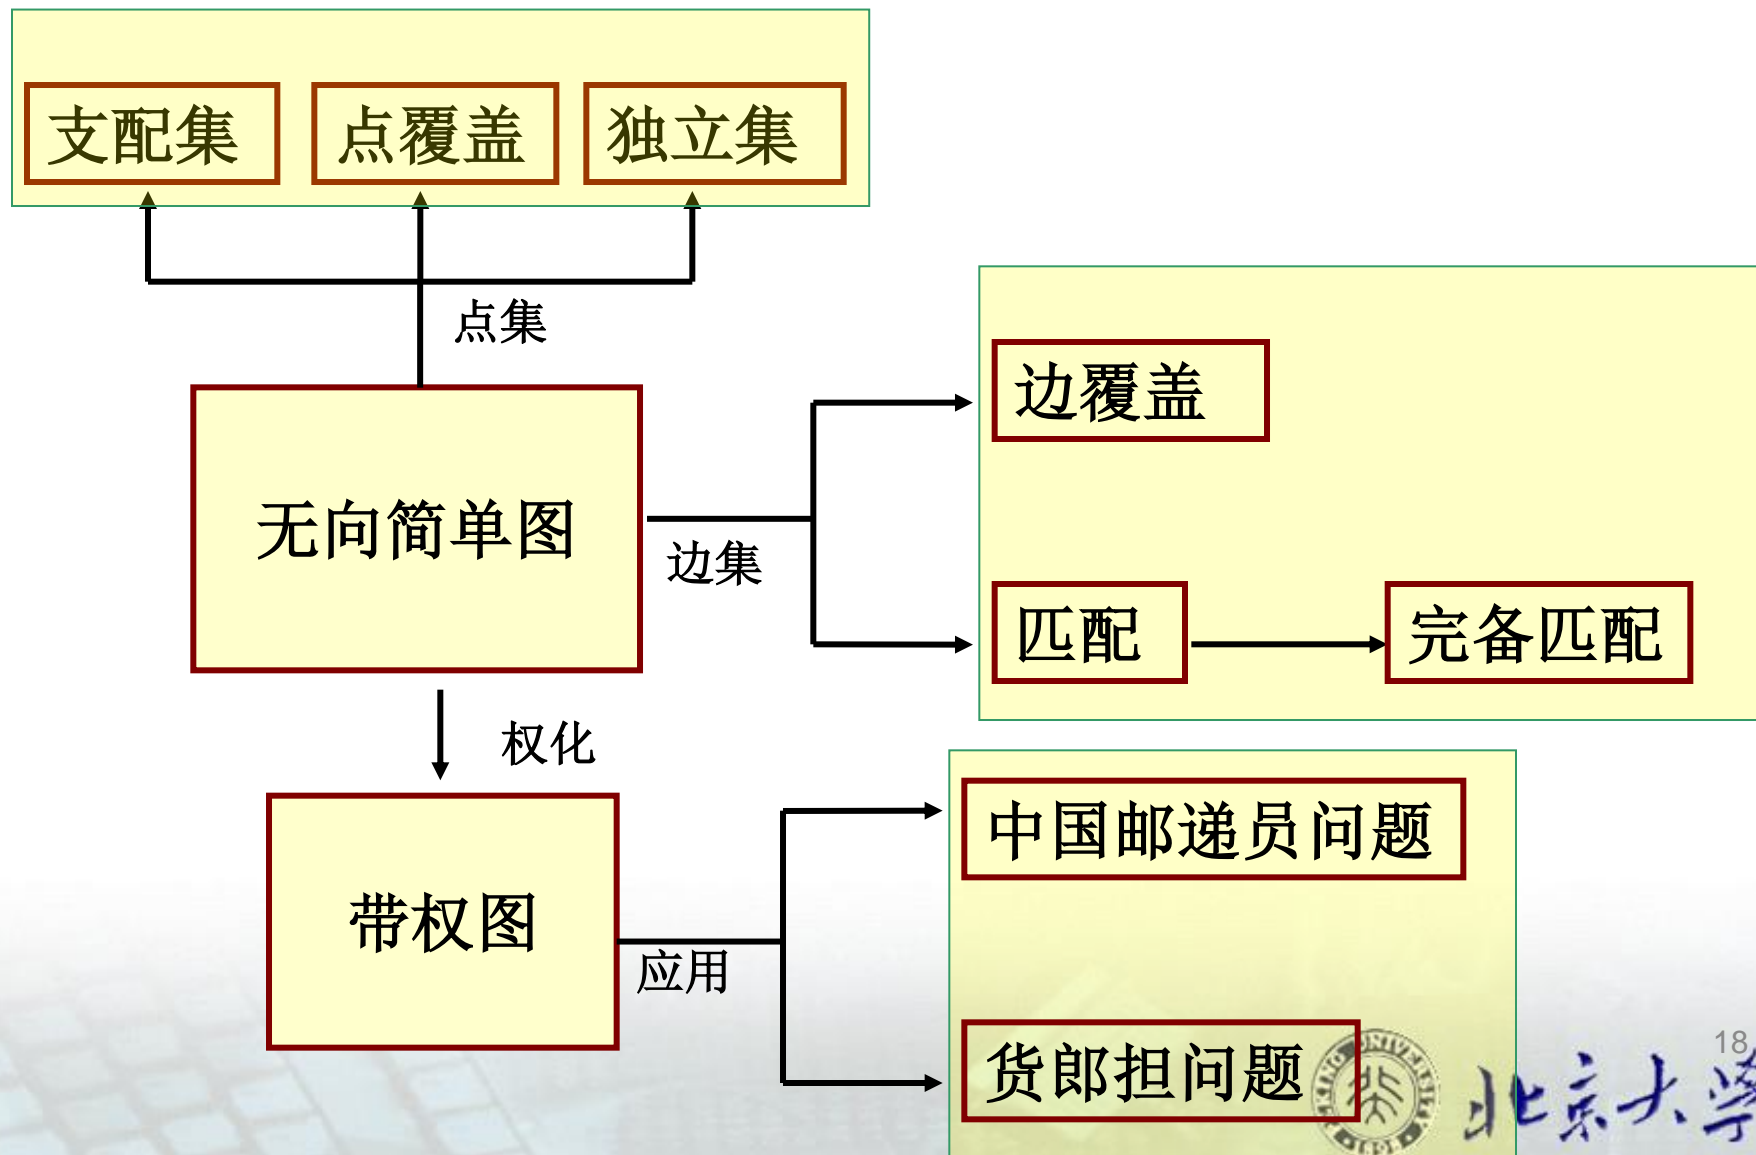 支配集
点覆盖
独立集
点集
边覆盖
无向简单图
边集
匹配
完备匹配
权化
中国邮递员问题
带权图
应用
货郎担问题
18
北京大学